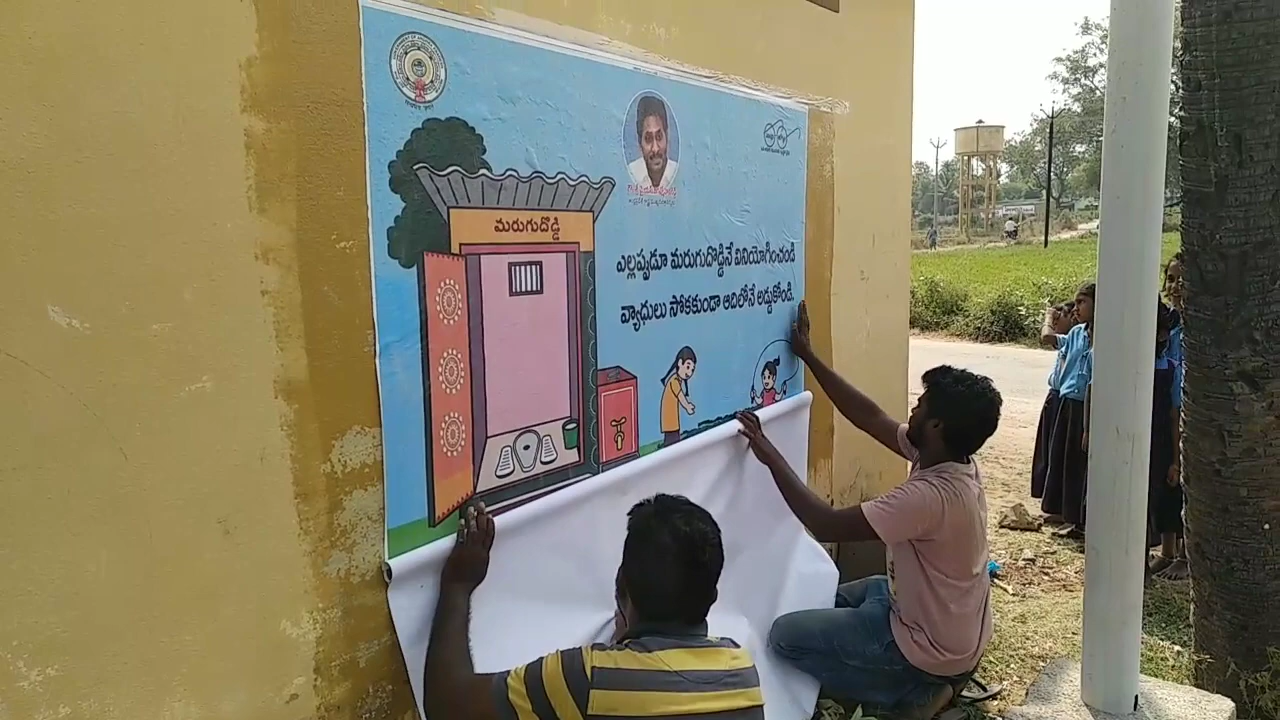 మరుగుదొడ్డి
ఎల్లప్పుడూ మరుగుదొడ్డినే వినియోగించండి
వ్యాధులు సోకకుండా ఆదిలోనే అడ్డుకోండి.